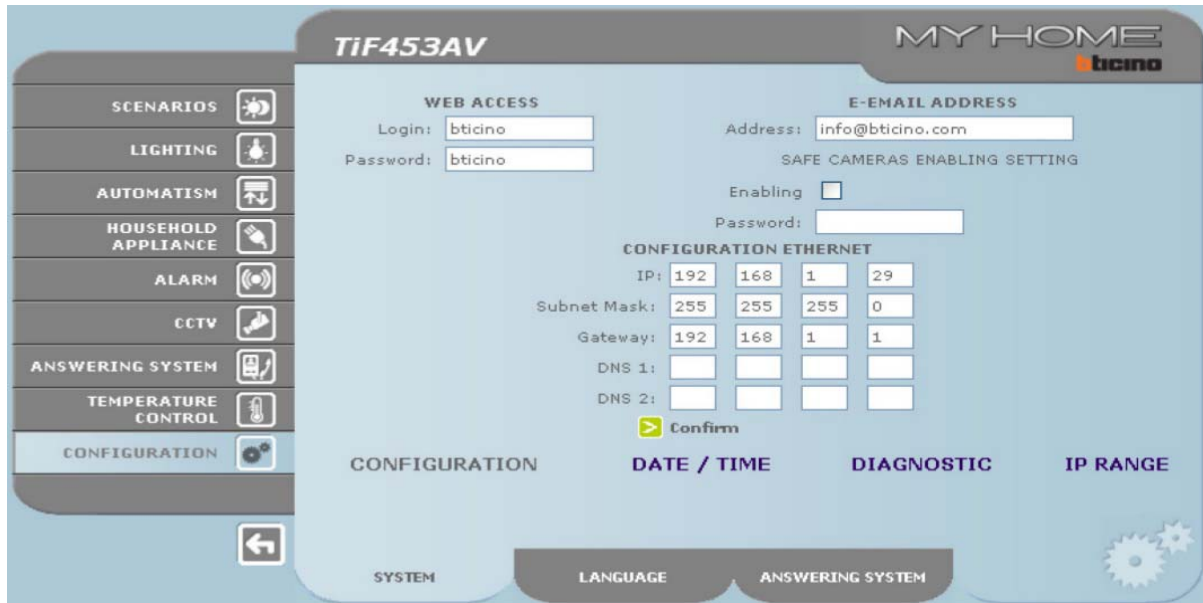 TiF453AV
MY HOME
bticino
SCENARIOS
LIGHTING
AUTOMATISM
HOUSEHOLD
APPLIANCE
ALARM
CCTV
ANSWERING SYSTEM
TEMPERATURE
CONTROL
CONFIGURATION
WEB ACCESS
Login: bticino
Password: bticino
E-EMAIL ADDRESS
Address: info@bticino.com
SAFE CAMERAS ENABLING SETTING
Enabling
Password:
CONFIGURATION ETHERNET
IP: 192 168 1 29
Subnet Mask: 255 255 255 0
Gateway: 192 168 1 1
DNS 1:
DNS 2:
> Confirm
CONFIGURATION DATE / TIME DIAGNOSTIC IP RANGE
SYSTEM LANGUAGE ANSWERING SYSTEM